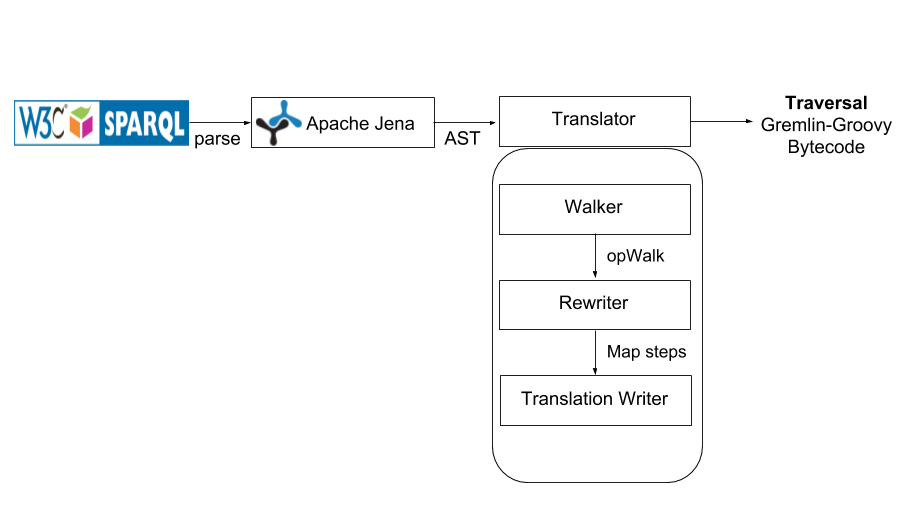 W3C® SPARQL
parse
Apache Jena
AST
Translator
Traversal
Gremlin-Groovy
Bytecode
Walker
opWalk
Rewriter
Map steps
Translation Writer